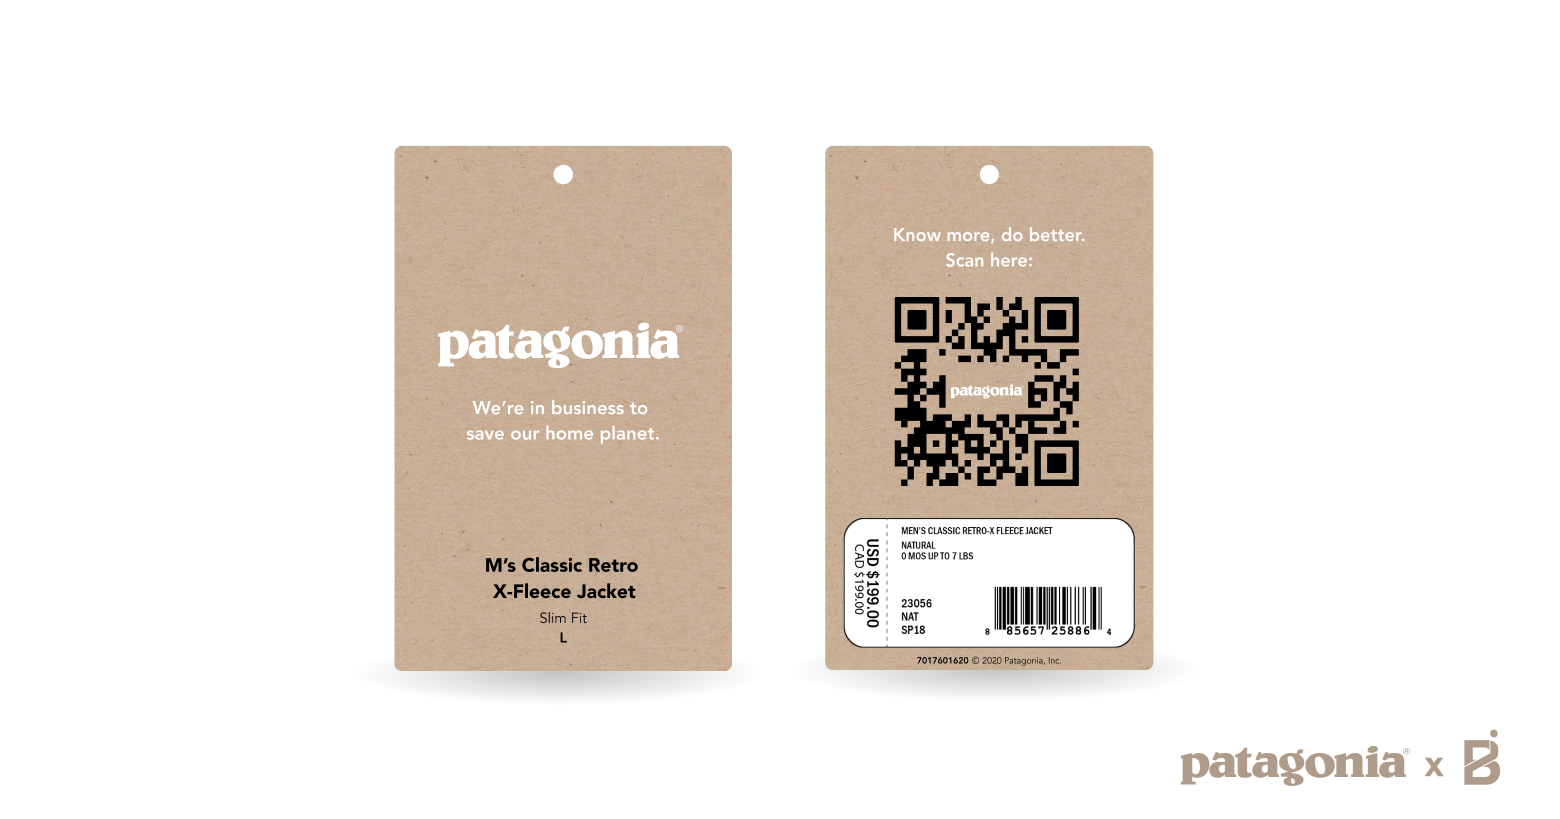 patagonia®
We're in business to
save our home planet.
M's Classic Retro
X-Fleece Jacket
Slim Fit
L
Know more, do better.
Scan here:
patagonia
USD $199.00
CAD $199.00
MEN'S CLASSIC RETRO-X FLEECE JACKET
NATURAL
0 MOS UP TO 7 LBS
23056
NAT
SP18
8 85657 25886 4
7017601620 © 2020 Patagonia, Inc.
patagonia® x B